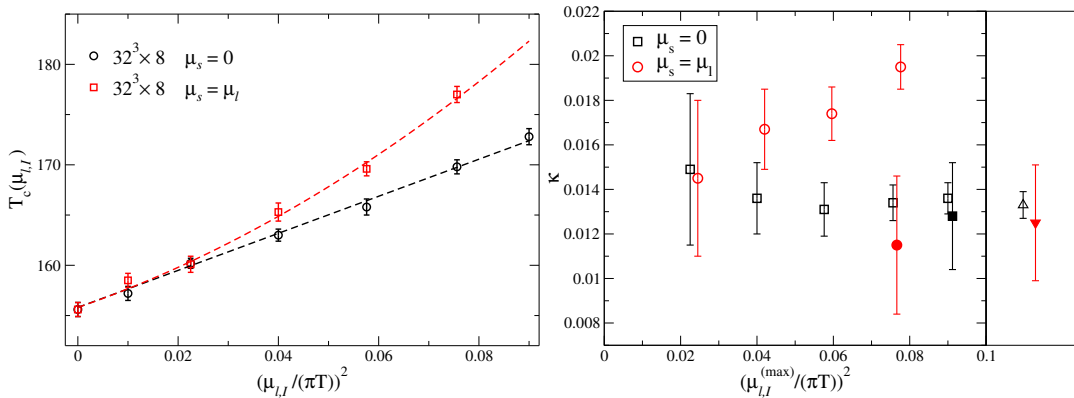 180
170
160
T_c(μ_{l,I})
32³×8 μ_s = 0
32³×8 μ_s = μ_l
0 0.02 0.04 0.06 0.08
(μ_{l,I}/(πT))²
0.022
0.02
0.018
0.016
0.014
0.012
0.01
0.008
κ
μ_s = 0
μ_s = μ_l
0 0.02 0.04 0.06 0.08 0.1
(μ_{l,I}^{(max)}/(πT))²